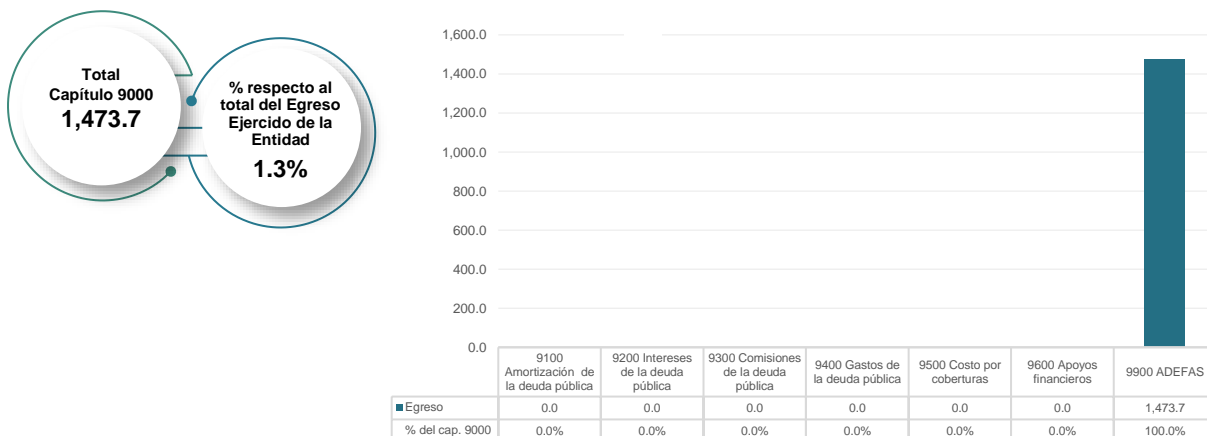 Total
Capítulo 9000
1,473.7
% respecto al
total del Egreso
Ejercido de la
Entidad
1.3%
1,600.0
1,400.0
1,200.0
1,000.0
800.0
600.0
400.0
200.0
0.0
9100
Amortización de
la deuda pública
9200 Intereses
de la deuda
pública
9300 Comisiones
de la deuda
pública
9400 Gastos de
la deuda pública
9500 Costo por
coberturas
9600 Apoyos
financieros
9900 ADEFAS
Egreso 0.0 0.0 0.0 0.0 0.0 0.0 1,473.7
% del cap. 9000 0.0% 0.0% 0.0% 0.0% 0.0% 0.0% 100.0%